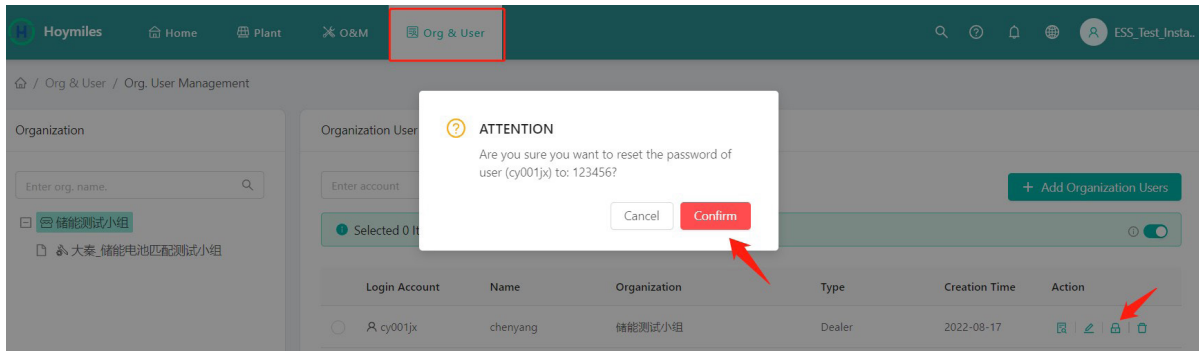 H Hoymiles Home Plant O&M Org & User ESS_Test_Insta..
/ Org & User / Org. User Management
Organization
Organization User
ATTENTION
Are you sure you want to reset the password of
user (cy001jx) to: 123456?
Cancel Confirm
Enter org. name.
Enter account
+ Add Organization Users
储能测试小组
Selected 0 It
大秦_储能电池匹配测试小组
Login Account Name Organization Type Creation Time Action
cy001jx chenyang 储能测试小组 Dealer 2022-08-17